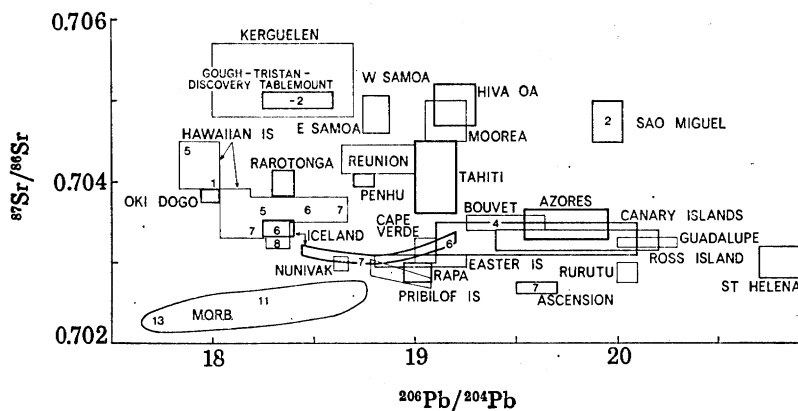 0.706
KERGUELEN
GOUGH-TRISTAN-
DISCOVERY TABLEMOUNT
-2
W SAMOA
HIVA OA
E SAMOA
MOOREA
2
SAO MIGUEL
HAWAIIAN IS
5
RAROTONGA
REUNION
TAHITI
87Sr/86Sr
0.704
1
OKI DOGO
PENHU
BOUVET
AZORES
5 6 7
CAPE
VERDE
4
CANARY ISLANDS
7
6
ICELAND
8
6
GUADALUPE
ROSS ISLAND
NUNIVAK
7
EASTER IS
RAPA
RURUTU
PRIBILOF IS
7
ASCENSION
ST HELENA
11
M.O.R.B.
13
0.702
18 19 20
206Pb/204Pb